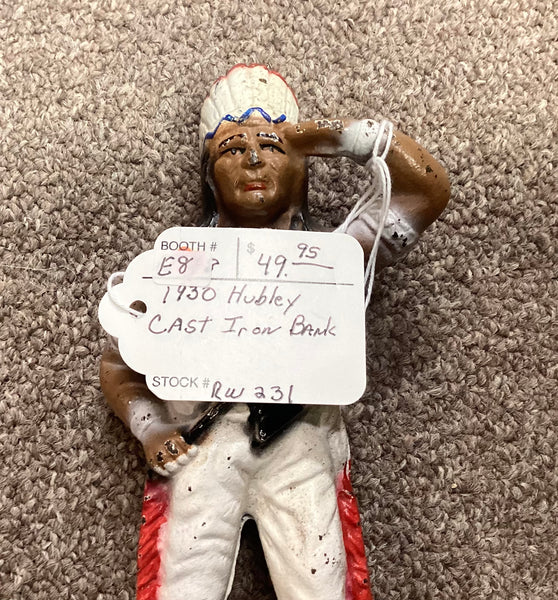 BOOTH # $
E8 49.95
1930 Hubley
CAST Iron BANK
STOCK # RW 231